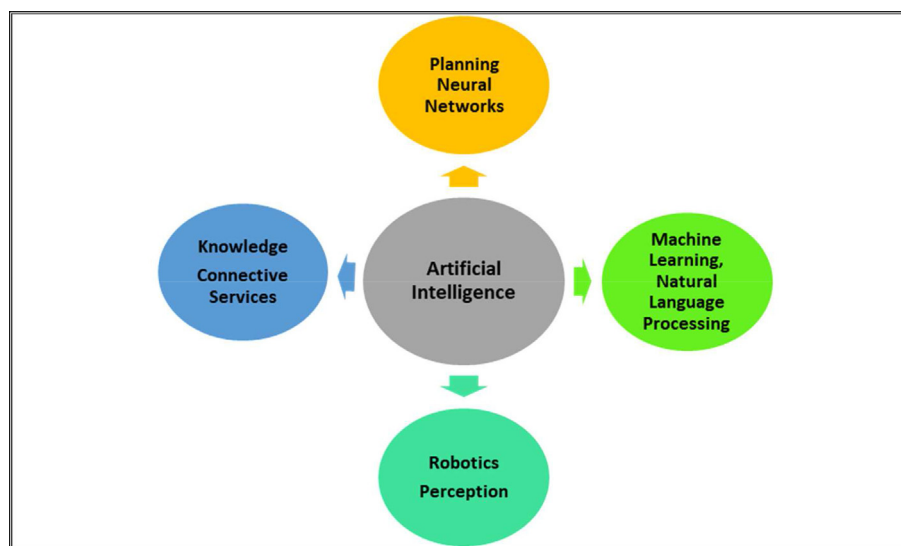 Planning
Neural
Networks
Knowledge
Connective
Services
Artificial
Intelligence
Machine
Learning,
Natural
Language
Processing
Robotics
Perception